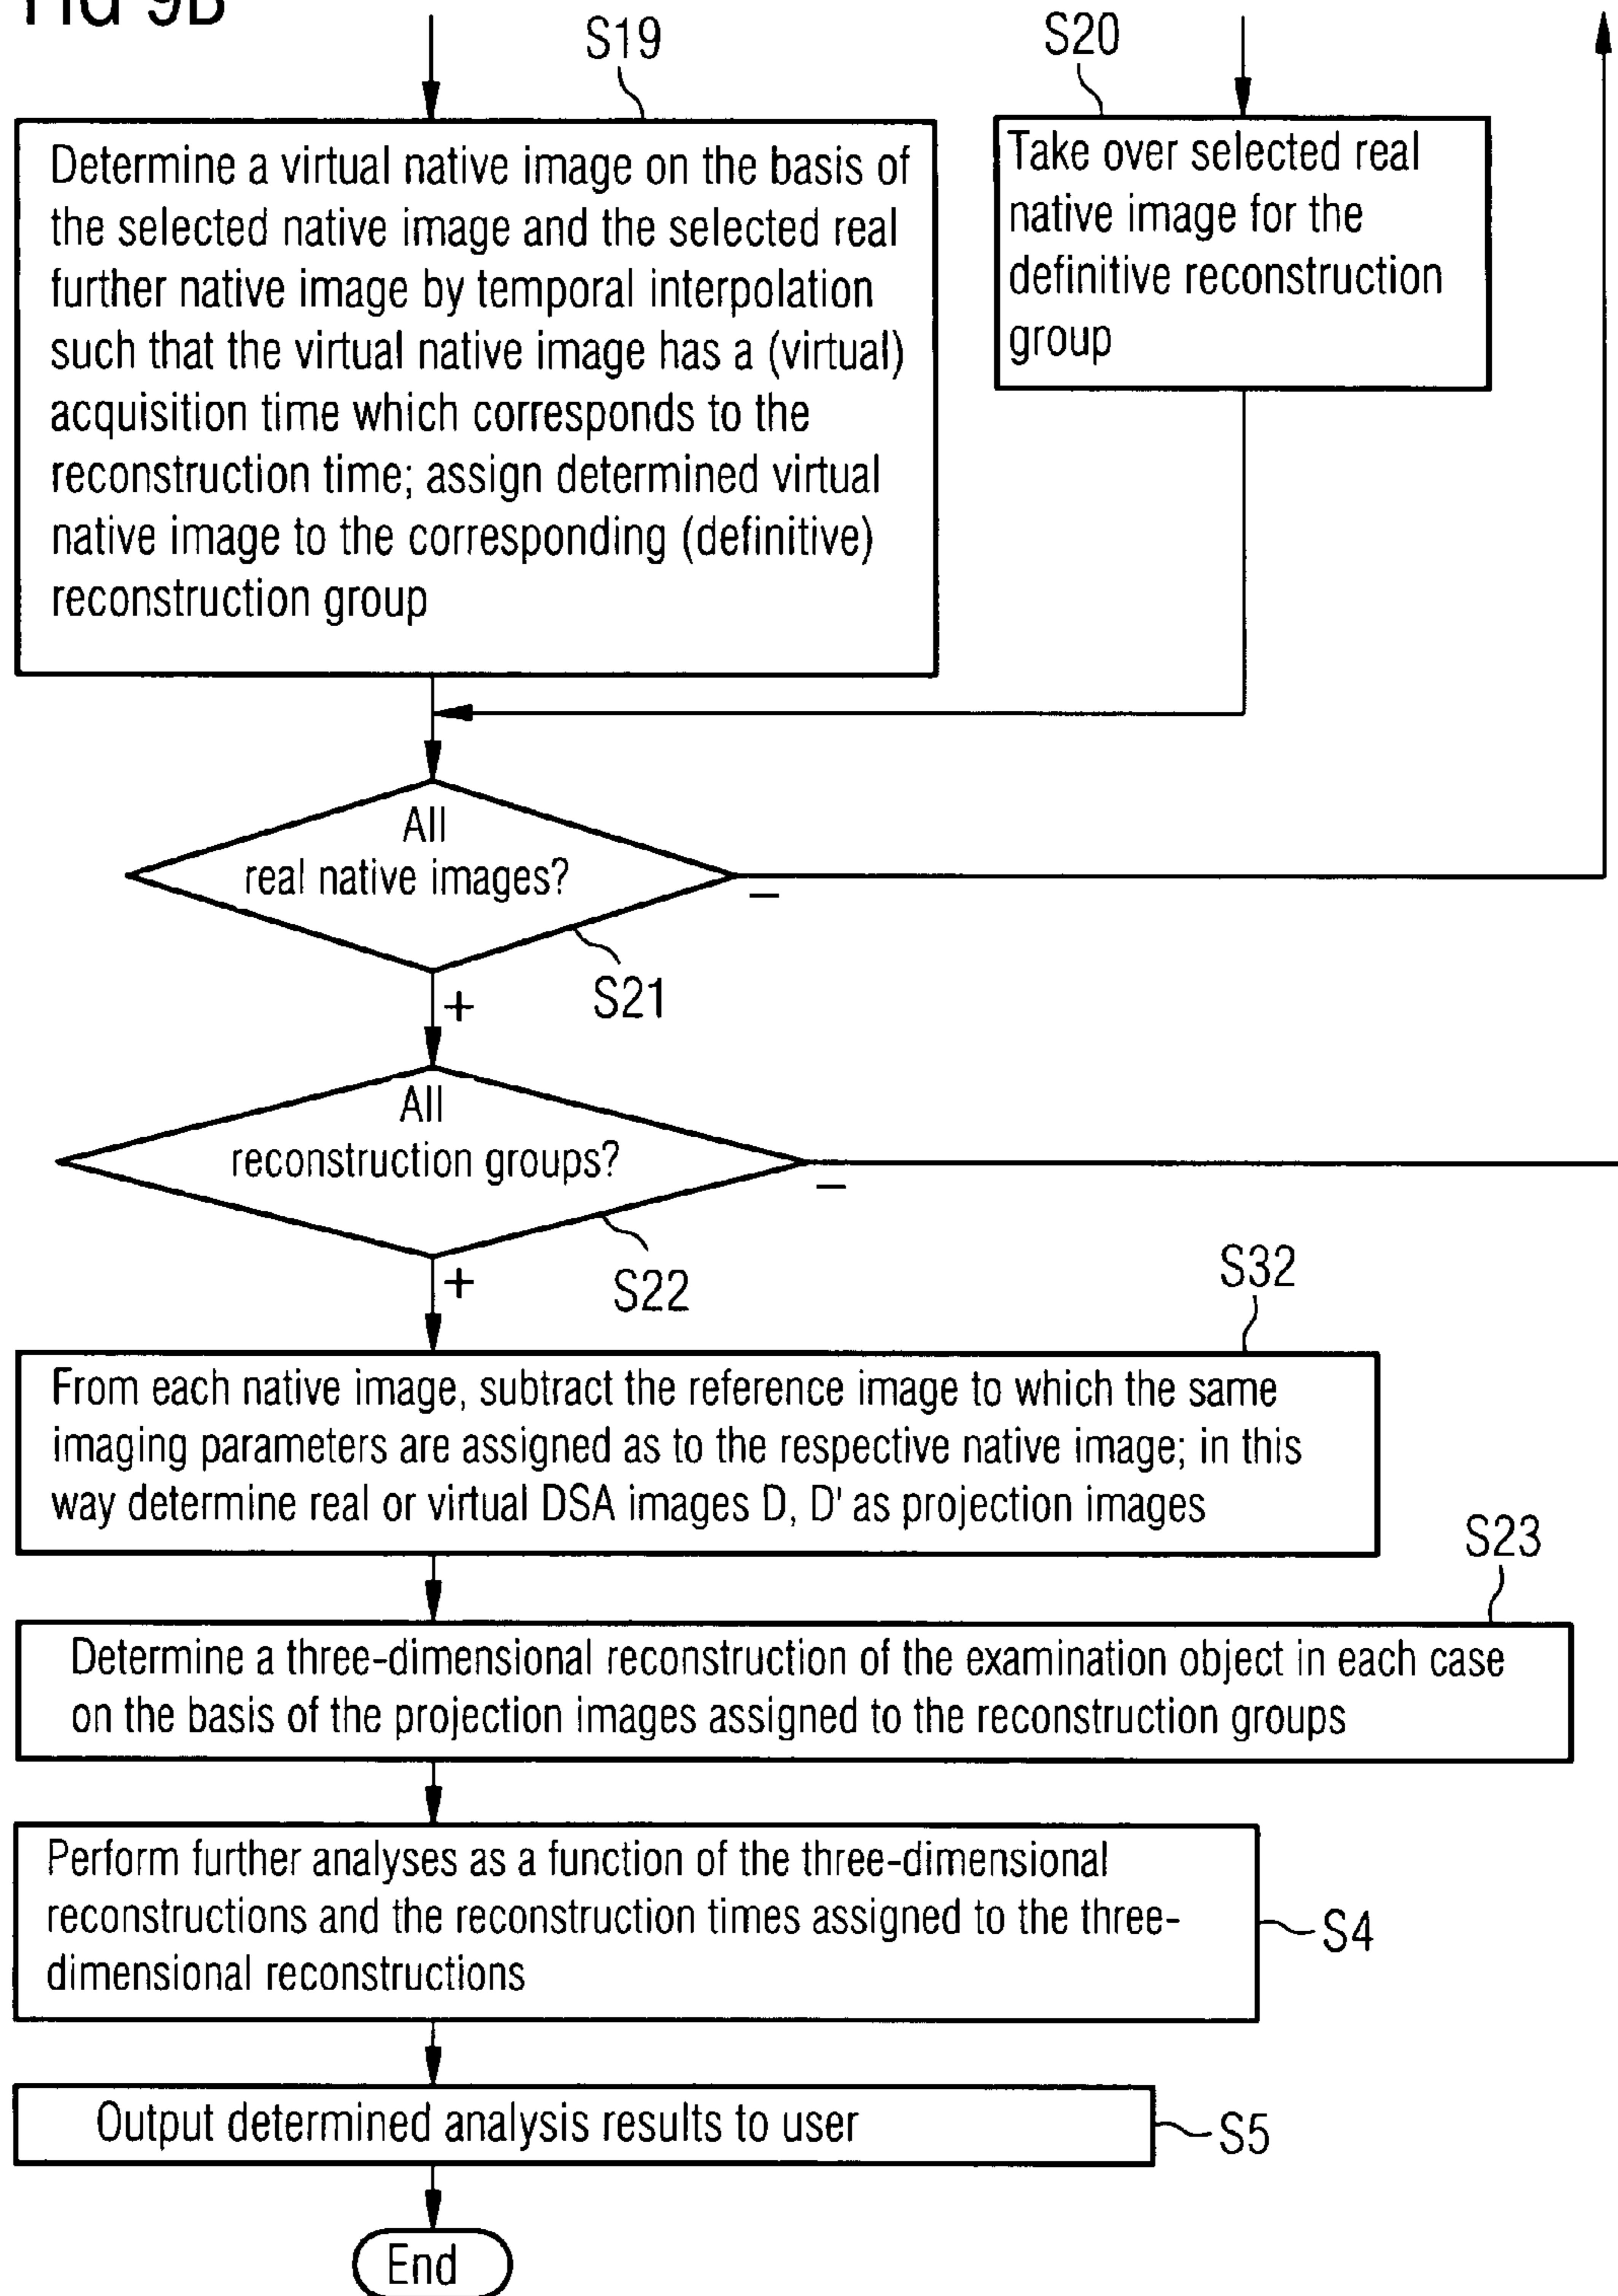 FIG 9B
S19
S20
Determine a virtual native image on the basis of
the selected native image and the selected real
further native image by temporal interpolation
such that the virtual native image has a (virtual)
acquisition time which corresponds to the
reconstruction time; assign determined virtual
native image to the corresponding (definitive)
reconstruction group
Take over selected real
native image for the
definitive reconstruction
group
All
real native images?
–
S21
+
All
reconstruction groups?
–
S22
+
S32
From each native image, subtract the reference image to which the same
imaging parameters are assigned as to the respective native image; in this
way determine real or virtual DSA images D, D' as projection images
S23
Determine a three-dimensional reconstruction of the examination object in each case
on the basis of the projection images assigned to the reconstruction groups
Perform further analyses as a function of the three-dimensional
reconstructions and the reconstruction times assigned to the three-
dimensional reconstructions
S4
Output determined analysis results to user
S5
End